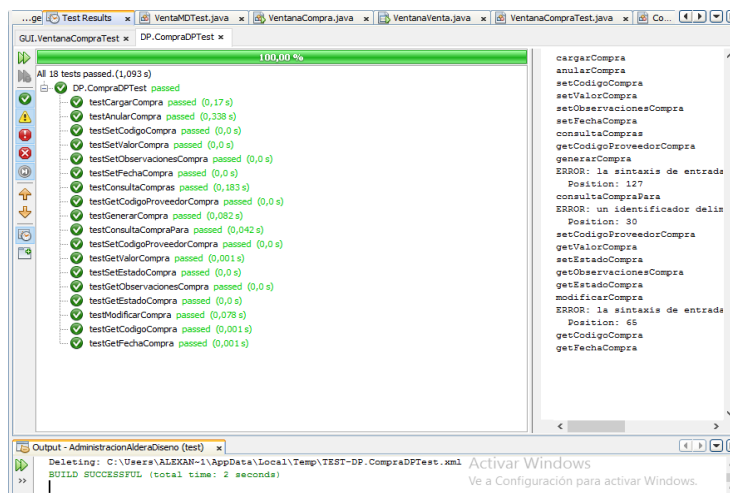 ...ge Test Results x VentaMDTest.java x VentanaCompra.java x VentanaVenta.java x VentanaCompraTest.java x Co...
GUI.VentanaCompraTest x DP.CompraDPTest x
100,00 %
All 18 tests passed.(1,093 s)
DP.CompraDPTest passed
testCargarCompra passed (0,17 s)
testAnularCompra passed (0,338 s)
testSetCodigoCompra passed (0,0 s)
testSetValorCompra passed (0,0 s)
testSetObservacionesCompra passed (0,0 s)
testSetFechaCompra passed (0,0 s)
testConsultaCompras passed (0,183 s)
testGetCodigoProveedorCompra passed (0,0 s)
testGenerarCompra passed (0,082 s)
testConsultaCompraPara passed (0,042 s)
testSetCodigoProveedorCompra passed (0,0 s)
testGetValorCompra passed (0,001 s)
testSetEstadoCompra passed (0,0 s)
testGetObservacionesCompra passed (0,0 s)
testGetEstadoCompra passed (0,0 s)
testModificarCompra passed (0,078 s)
testGetCodigoCompra passed (0,001 s)
testGetFechaCompra passed (0,001 s)
cargarCompra
anularCompra
setCodigoCompra
setValorCompra
setObservacionesCompra
setFechaCompra
consultaCompras
getCodigoProveedorCompra
generarCompra
ERROR: la sintaxis de entrada
Position: 127
consultaCompraPara
ERROR: un identificador delim
Position: 30
setCodigoProveedorCompra
getValorCompra
setEstadoCompra
getObservacionesCompra
getEstadoCompra
modificarCompra
ERROR: la sintaxis de entrada
Position: 65
getCodigoCompra
getFechaCompra
Output - AdministracionAlderaDiseno (test) x
Deleting: C:\Users\ALEXAN~1\AppData\Local\Temp\TEST-DP.CompraDPTest.xml
BUILD SUCCESSFUL (total time: 2 seconds)
Activar Windows
Ve a Configuración para activar Windows.